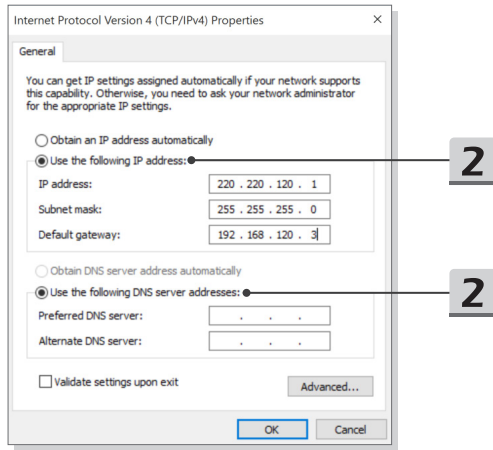 Internet Protocol Version 4 (TCP/IPv4) Properties
General
You can get IP settings assigned automatically if your network supports
this capability. Otherwise, you need to ask your network administrator
for the appropriate IP settings.
Obtain an IP address automatically
Use the following IP address:
2
IP address: 220 . 220 . 120 . 1
Subnet mask: 255 . 255 . 255 . 0
Default gateway: 192 . 168 . 120 . 3
Obtain DNS server address automatically
Use the following DNS server addresses:
2
Preferred DNS server: . . .
Alternate DNS server: . . .
Validate settings upon exit
Advanced...
OK Cancel